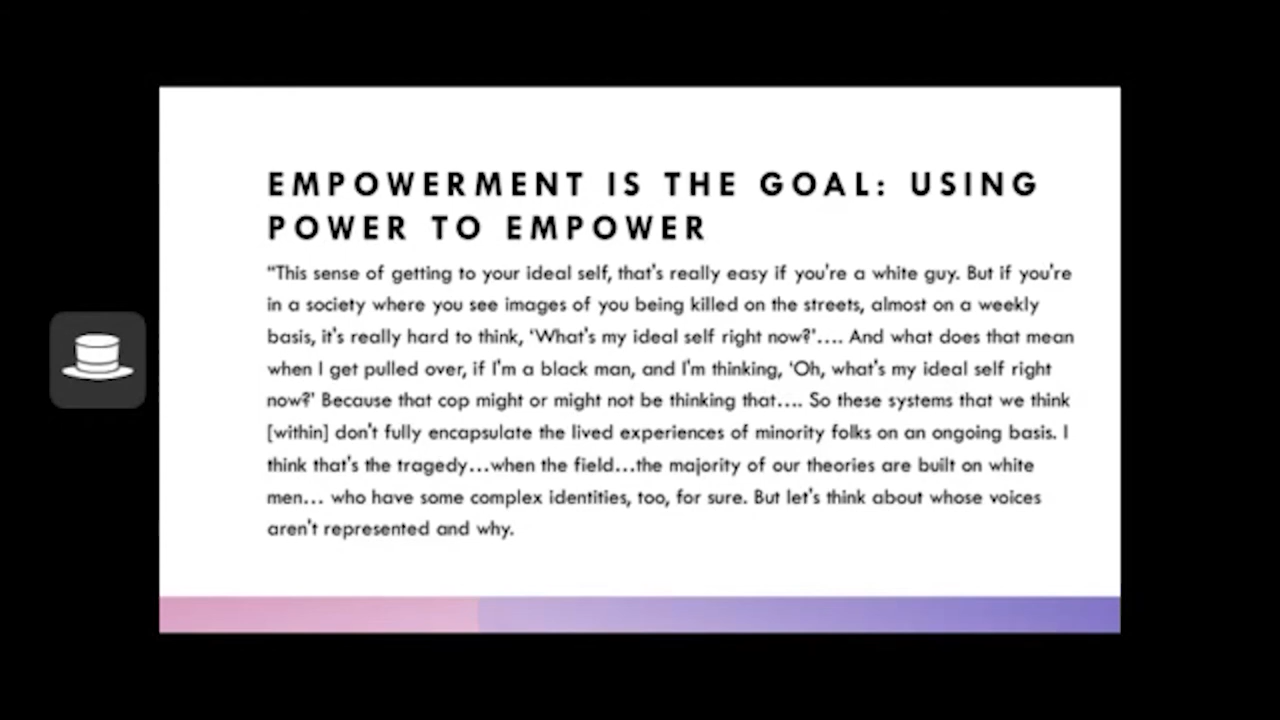 EMPOWERMENT IS THE GOAL: USING
POWER TO EMPOWER
“This sense of getting to your ideal self, that's really easy if you're a white guy. But if you're
in a society where you see images of you being killed on the streets, almost on a weekly
basis, it's really hard to think, ‘What's my ideal self right now?’…. And what does that mean
when I get pulled over, if I'm a black man, and I'm thinking, ‘Oh, what's my ideal self right
now?’ Because that cop might or might not be thinking that…. So these systems that we think
[within] don't fully encapsulate the lived experiences of minority folks on an ongoing basis. I
think that's the tragedy…when the field…the majority of our theories are built on white
men… who have some complex identities, too, for sure. But let's think about whose voices
aren't represented and why.